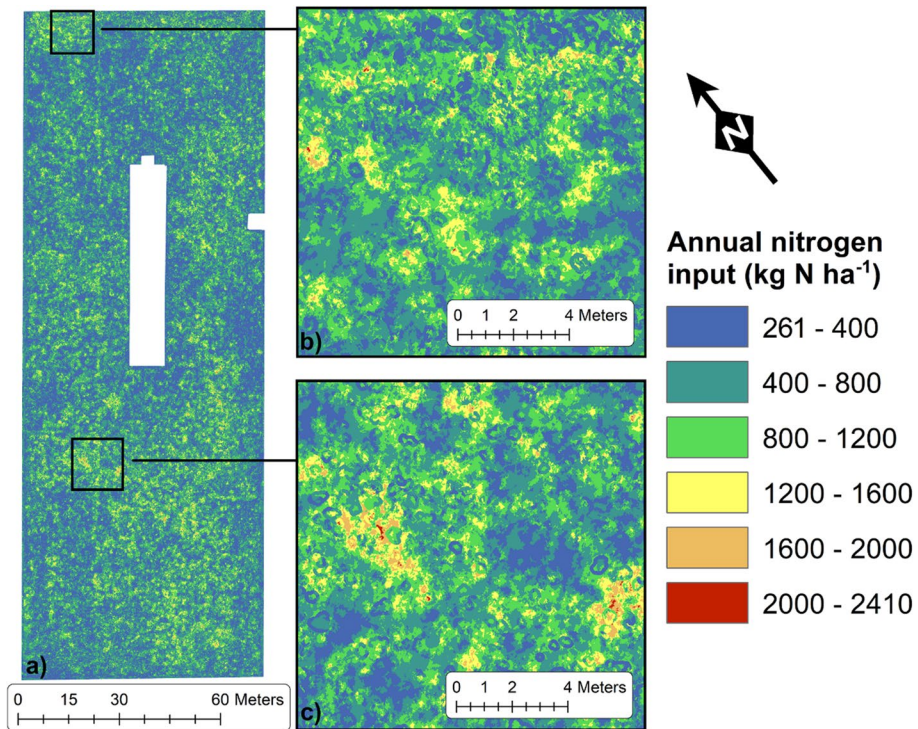 a)
0 15 30 60 Meters
b)
0 1 2 4 Meters
c)
0 1 2 4 Meters
N
Annual nitrogen
input (kg N ha⁻¹)
261 - 400
400 - 800
800 - 1200
1200 - 1600
1600 - 2000
2000 - 2410